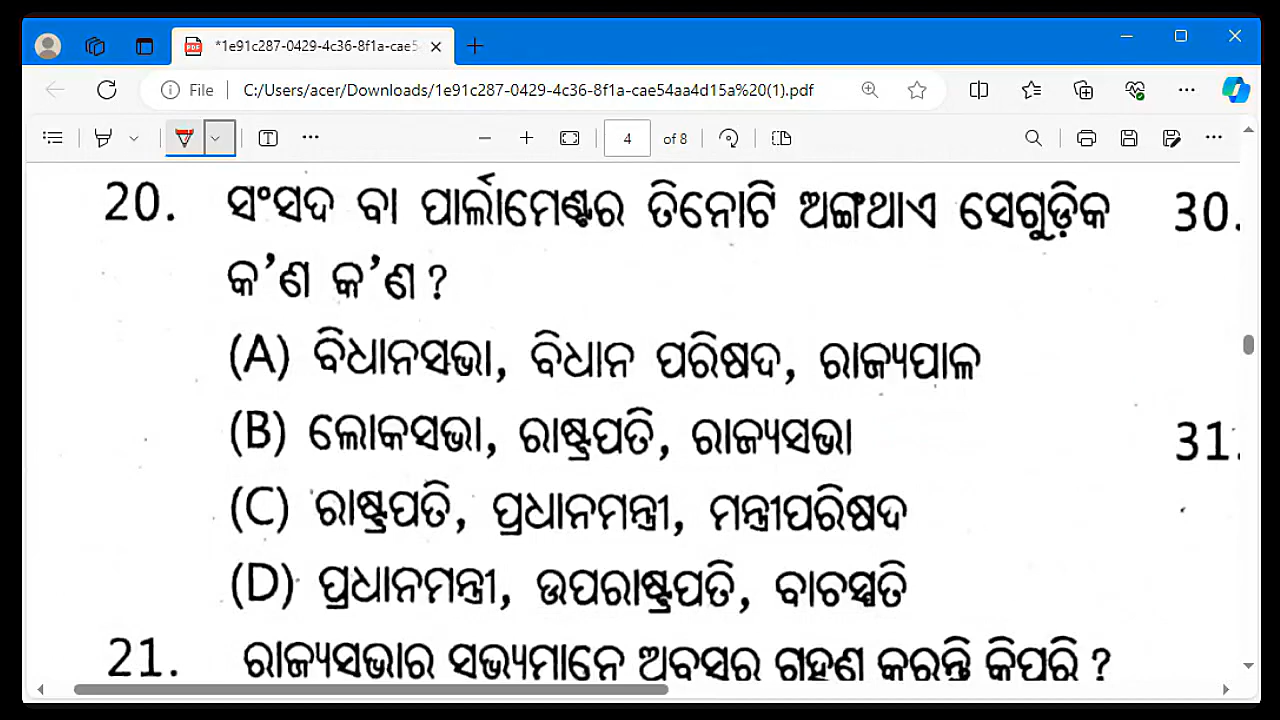 *1e91c287-0429-4c36-8f1a-cae5
File C:/Users/acer/Downloads/1e91c287-0429-4c36-8f1a-cae54aa4d15a%20(1).pdf
4 of 8
20. ସଂସଦ ବା ପାର୍ଲାମେଣ୍ଟର ତିନୋଟି ଅଙ୍ଗଥାଏ ସେଗୁଡ଼ିକ 30.
କ'ଣ କ'ଣ ?
(A) ବିଧାନସଭା, ବିଧାନ ପରିଷଦ, ରାଜ୍ୟପାଳ
(B) ଲୋକସଭା, ରାଷ୍ଟ୍ରପତି, ରାଜ୍ୟସଭା 31.
(C) ରାଷ୍ଟ୍ରପତି, ପ୍ରଧାନମନ୍ତ୍ରୀ, ମନ୍ତ୍ରୀପରିଷଦ
(D) ପ୍ରଧାନମନ୍ତ୍ରୀ, ଉପରାଷ୍ଟ୍ରପତି, ବାଚସ୍ପତି
21. ରାଜ୍ୟସଭାର ସଭ୍ୟମାନେ ଅବସର ଗହଣ କରନ୍ତି କିପରି ?